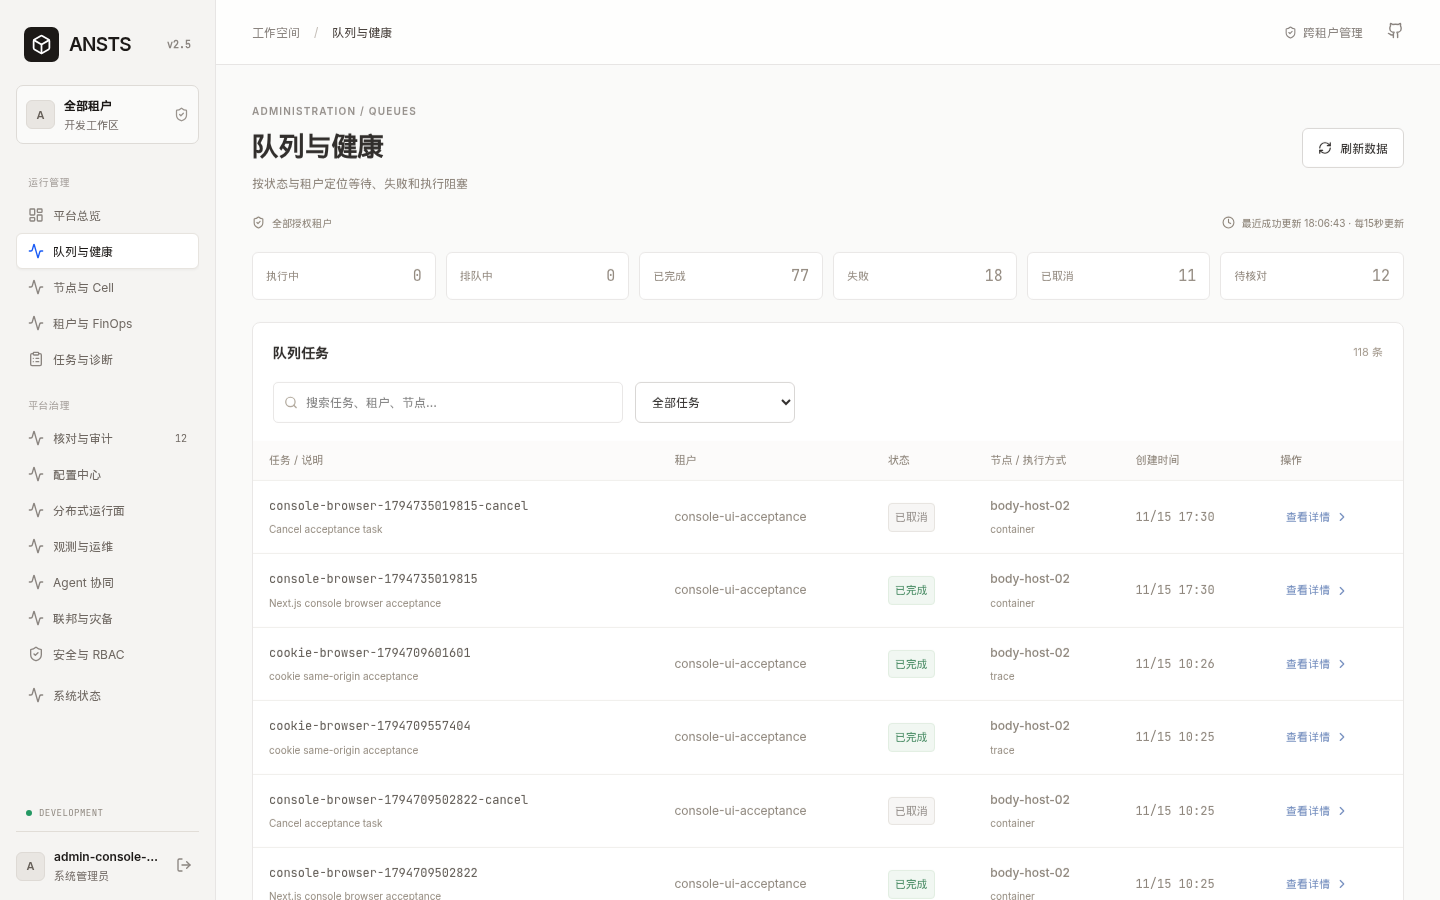 ANSTS
v2.5
A
全部租户
开发工作区
运行管理
平台总览
队列与健康
节点与 Cell
租户与 FinOps
任务与诊断
平台治理
核对与审计
12
配置中心
分布式运行面
观测与运维
Agent 协同
联邦与灾备
安全与 RBAC
系统状态
DEVELOPMENT
A
admin-console-...
系统管理员
工作空间 / 队列与健康
跨租户管理
ADMINISTRATION / QUEUES
队列与健康
按状态与租户定位等待、失败和执行阻塞
刷新数据
全部授权租户
最近成功更新 18:06:43 · 每15秒更新
执行中 0
排队中 0
已完成 77
失败 18
已取消 11
待核对 12
队列任务
118 条
搜索任务、租户、节点...
全部任务
任务 / 说明 租户 状态 节点 / 执行方式 创建时间 操作
console-browser-1794735019815-cancel
Cancel acceptance task
console-ui-acceptance
已取消
body-host-02
container
11/15 17:30
查看详情
console-browser-1794735019815
Next.js console browser acceptance
console-ui-acceptance
已完成
body-host-02
container
11/15 17:30
查看详情
cookie-browser-1794709601601
cookie same-origin acceptance
console-ui-acceptance
已完成
body-host-02
trace
11/15 10:26
查看详情
cookie-browser-1794709557404
cookie same-origin acceptance
console-ui-acceptance
已完成
body-host-02
trace
11/15 10:25
查看详情
console-browser-1794709502822-cancel
Cancel acceptance task
console-ui-acceptance
已取消
body-host-02
container
11/15 10:25
查看详情
console-browser-1794709502822
Next.js console browser acceptance
console-ui-acceptance
已完成
body-host-02
container
11/15 10:25
查看详情